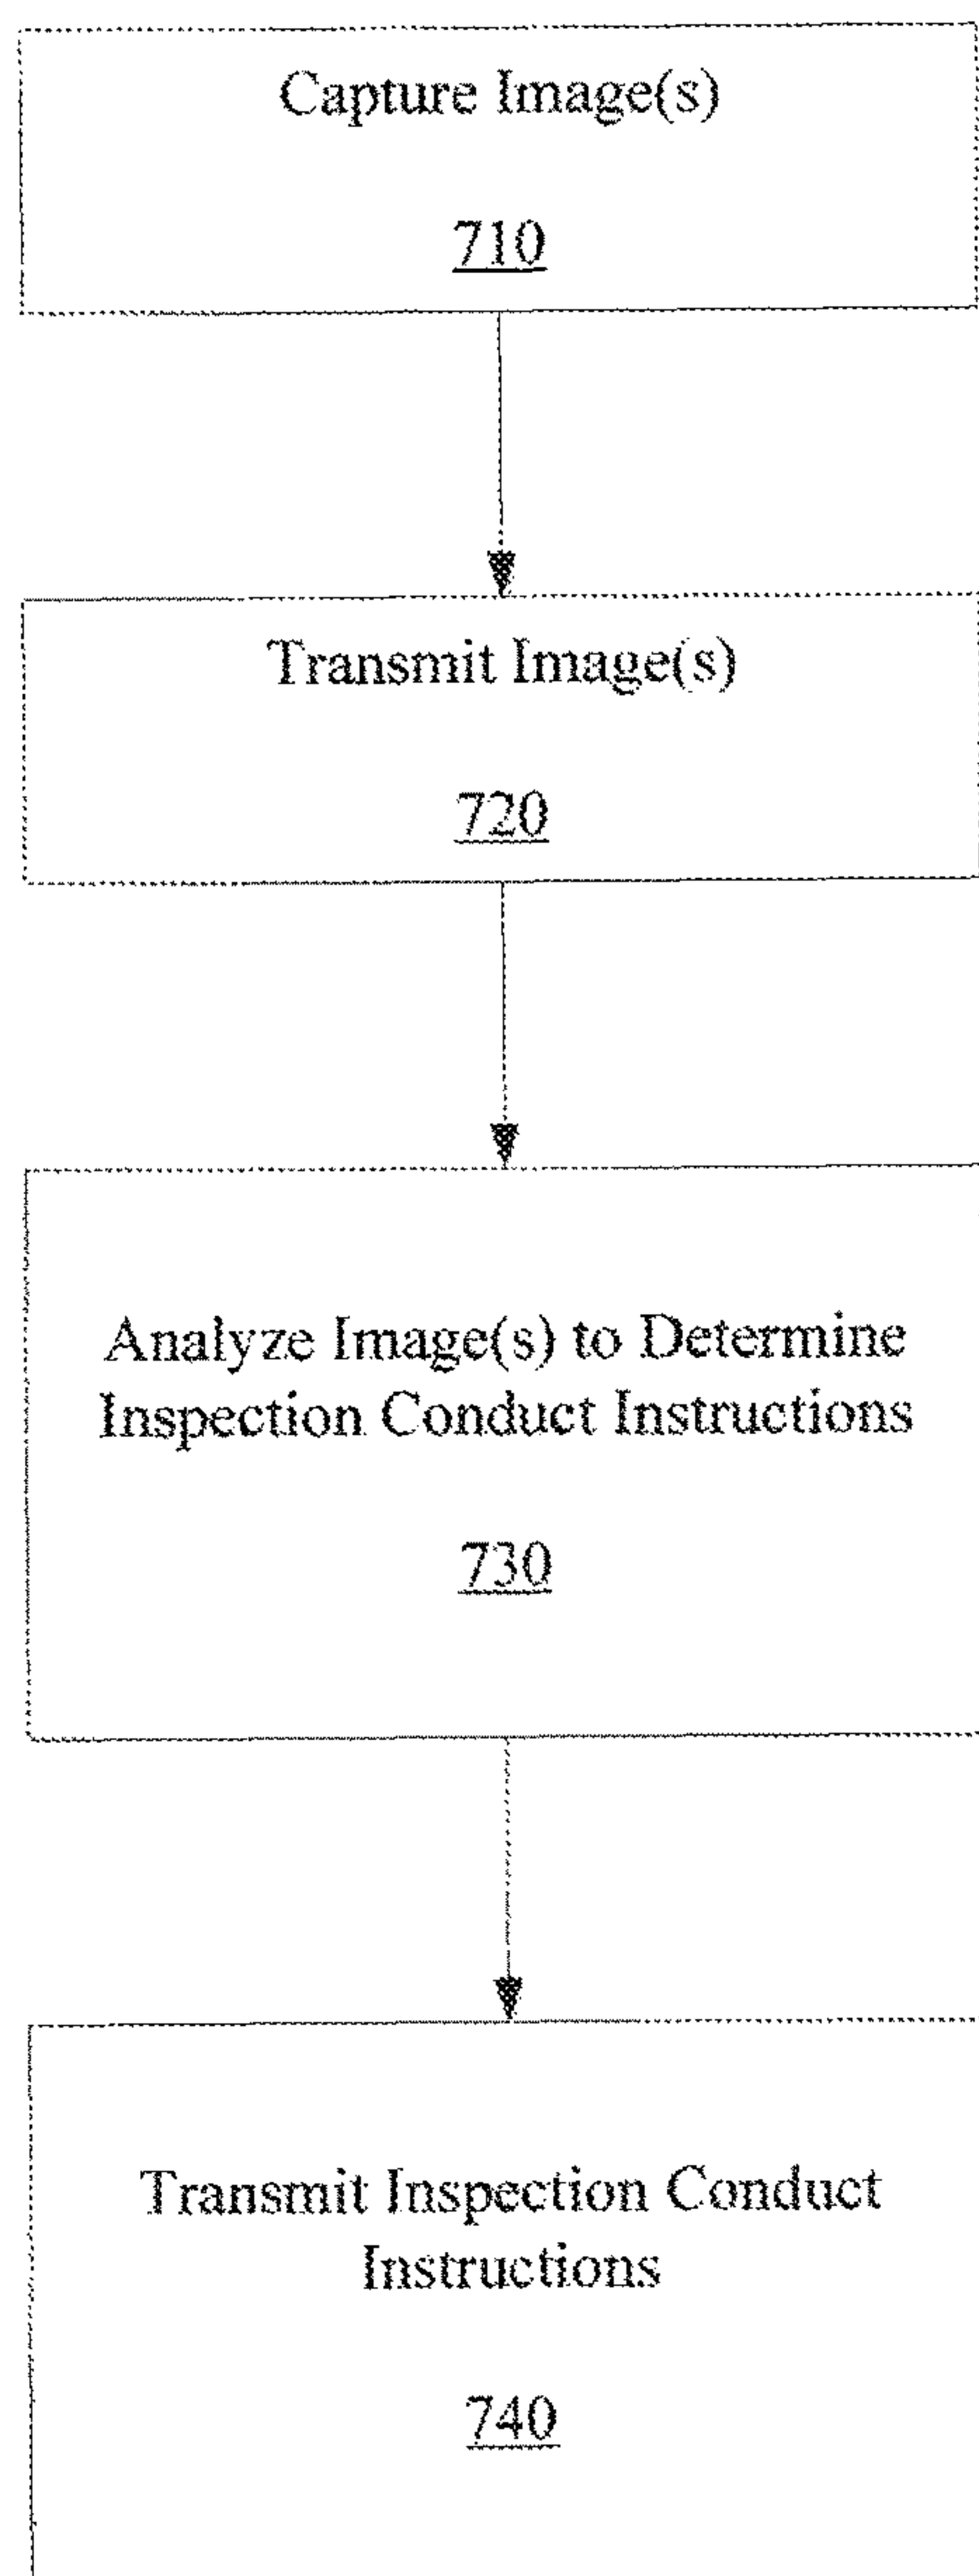 Capture Image(s)
710
Transmit Image(s)
720
Analyze Image(s) to Determine
Inspection Conduct Instructions
730
Transmit Inspection Conduct
Instructions
740